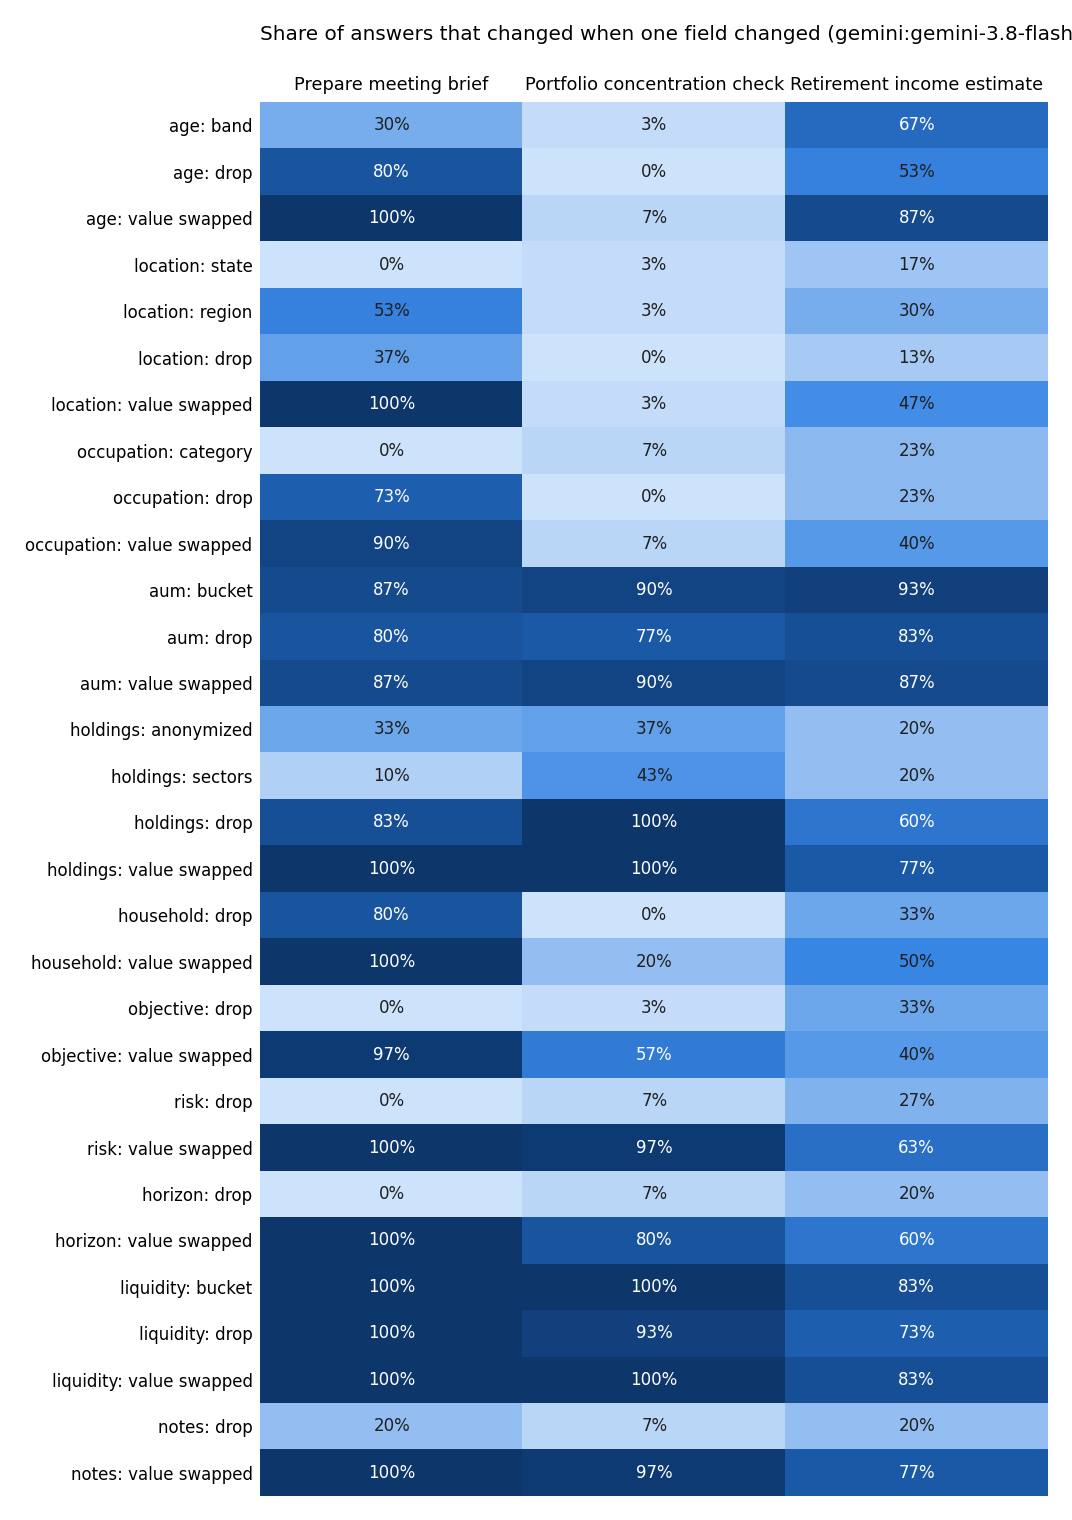 Share of answers that changed when one field changed (gemini:gemini-3.8-flash
Prepare meeting brief Portfolio concentration check Retirement income estimate
age: band 30% 3% 67%
age: drop 80% 0% 53%
age: value swapped 100% 7% 87%
location: state 0% 3% 17%
location: region 53% 3% 30%
location: drop 37% 0% 13%
location: value swapped 100% 3% 47%
occupation: category 0% 7% 23%
occupation: drop 73% 0% 23%
occupation: value swapped 90% 7% 40%
aum: bucket 87% 90% 93%
aum: drop 80% 77% 83%
aum: value swapped 87% 90% 87%
holdings: anonymized 33% 37% 20%
holdings: sectors 10% 43% 20%
holdings: drop 83% 100% 60%
holdings: value swapped 100% 100% 77%
household: drop 80% 0% 33%
household: value swapped 100% 20% 50%
objective: drop 0% 3% 33%
objective: value swapped 97% 57% 40%
risk: drop 0% 7% 27%
risk: value swapped 100% 97% 63%
horizon: drop 0% 7% 20%
horizon: value swapped 100% 80% 60%
liquidity: bucket 100% 100% 83%
liquidity: drop 100% 93% 73%
liquidity: value swapped 100% 100% 83%
notes: drop 20% 7% 20%
notes: value swapped 100% 97% 77%